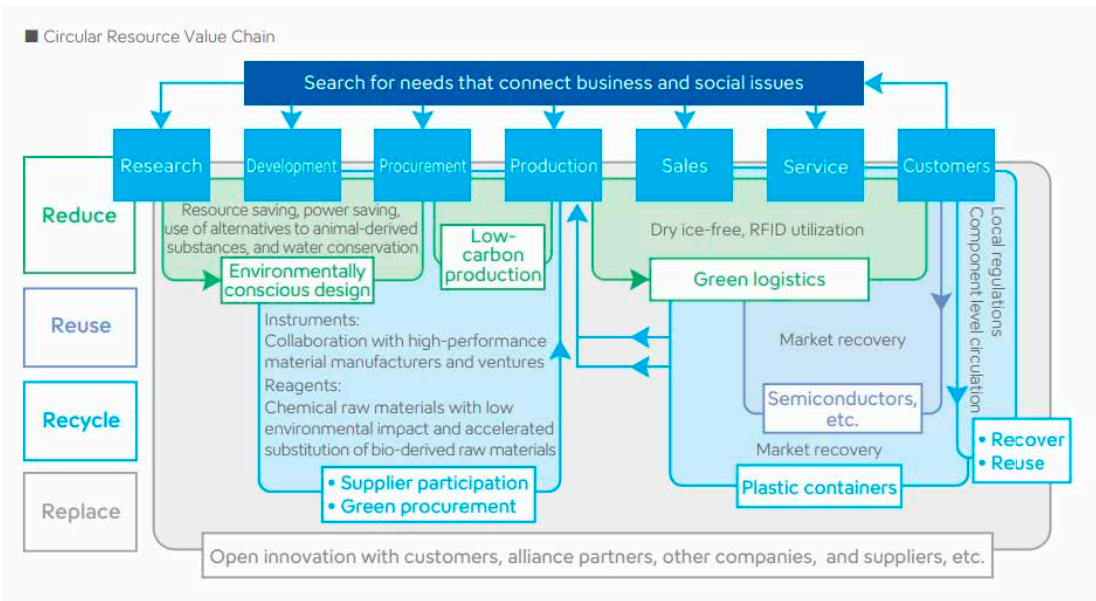 ■ Circular Resource Value Chain
Search for needs that connect business and social issues
Research
Development
Procurement
Production
Sales
Service
Customers
Reduce
Resource saving, power saving,
use of alternatives to animal-derived
substances, and water conservation
Environmentally
conscious design
Low-
carbon
production
Dry ice-free, RFID utilization
Green logistics
Local regulations
Component level circulation
Reuse
Instruments:
Collaboration with high-performance
material manufacturers and ventures
Reagents:
Chemical raw materials with low
environmental impact and accelerated
substitution of bio-derived raw materials
Market recovery
Semiconductors,
etc.
Recycle
• Supplier participation
• Green procurement
Market recovery
Plastic containers
• Recover
• Reuse
Replace
Open innovation with customers, alliance partners, other companies, and suppliers, etc.